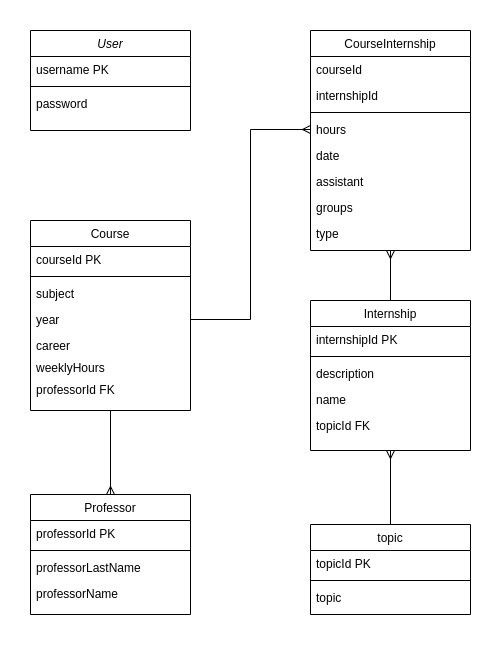 User
username PK
password
CourseInternship
courseId
internshipId
hours
date
assistant
groups
type
Course
courseId PK
subject
year
career
weeklyHours
professorId FK
Internship
internshipId PK
description
name
topicId FK
Professor
professorId PK
professorLastName
professorName
topic
topicId PK
topic